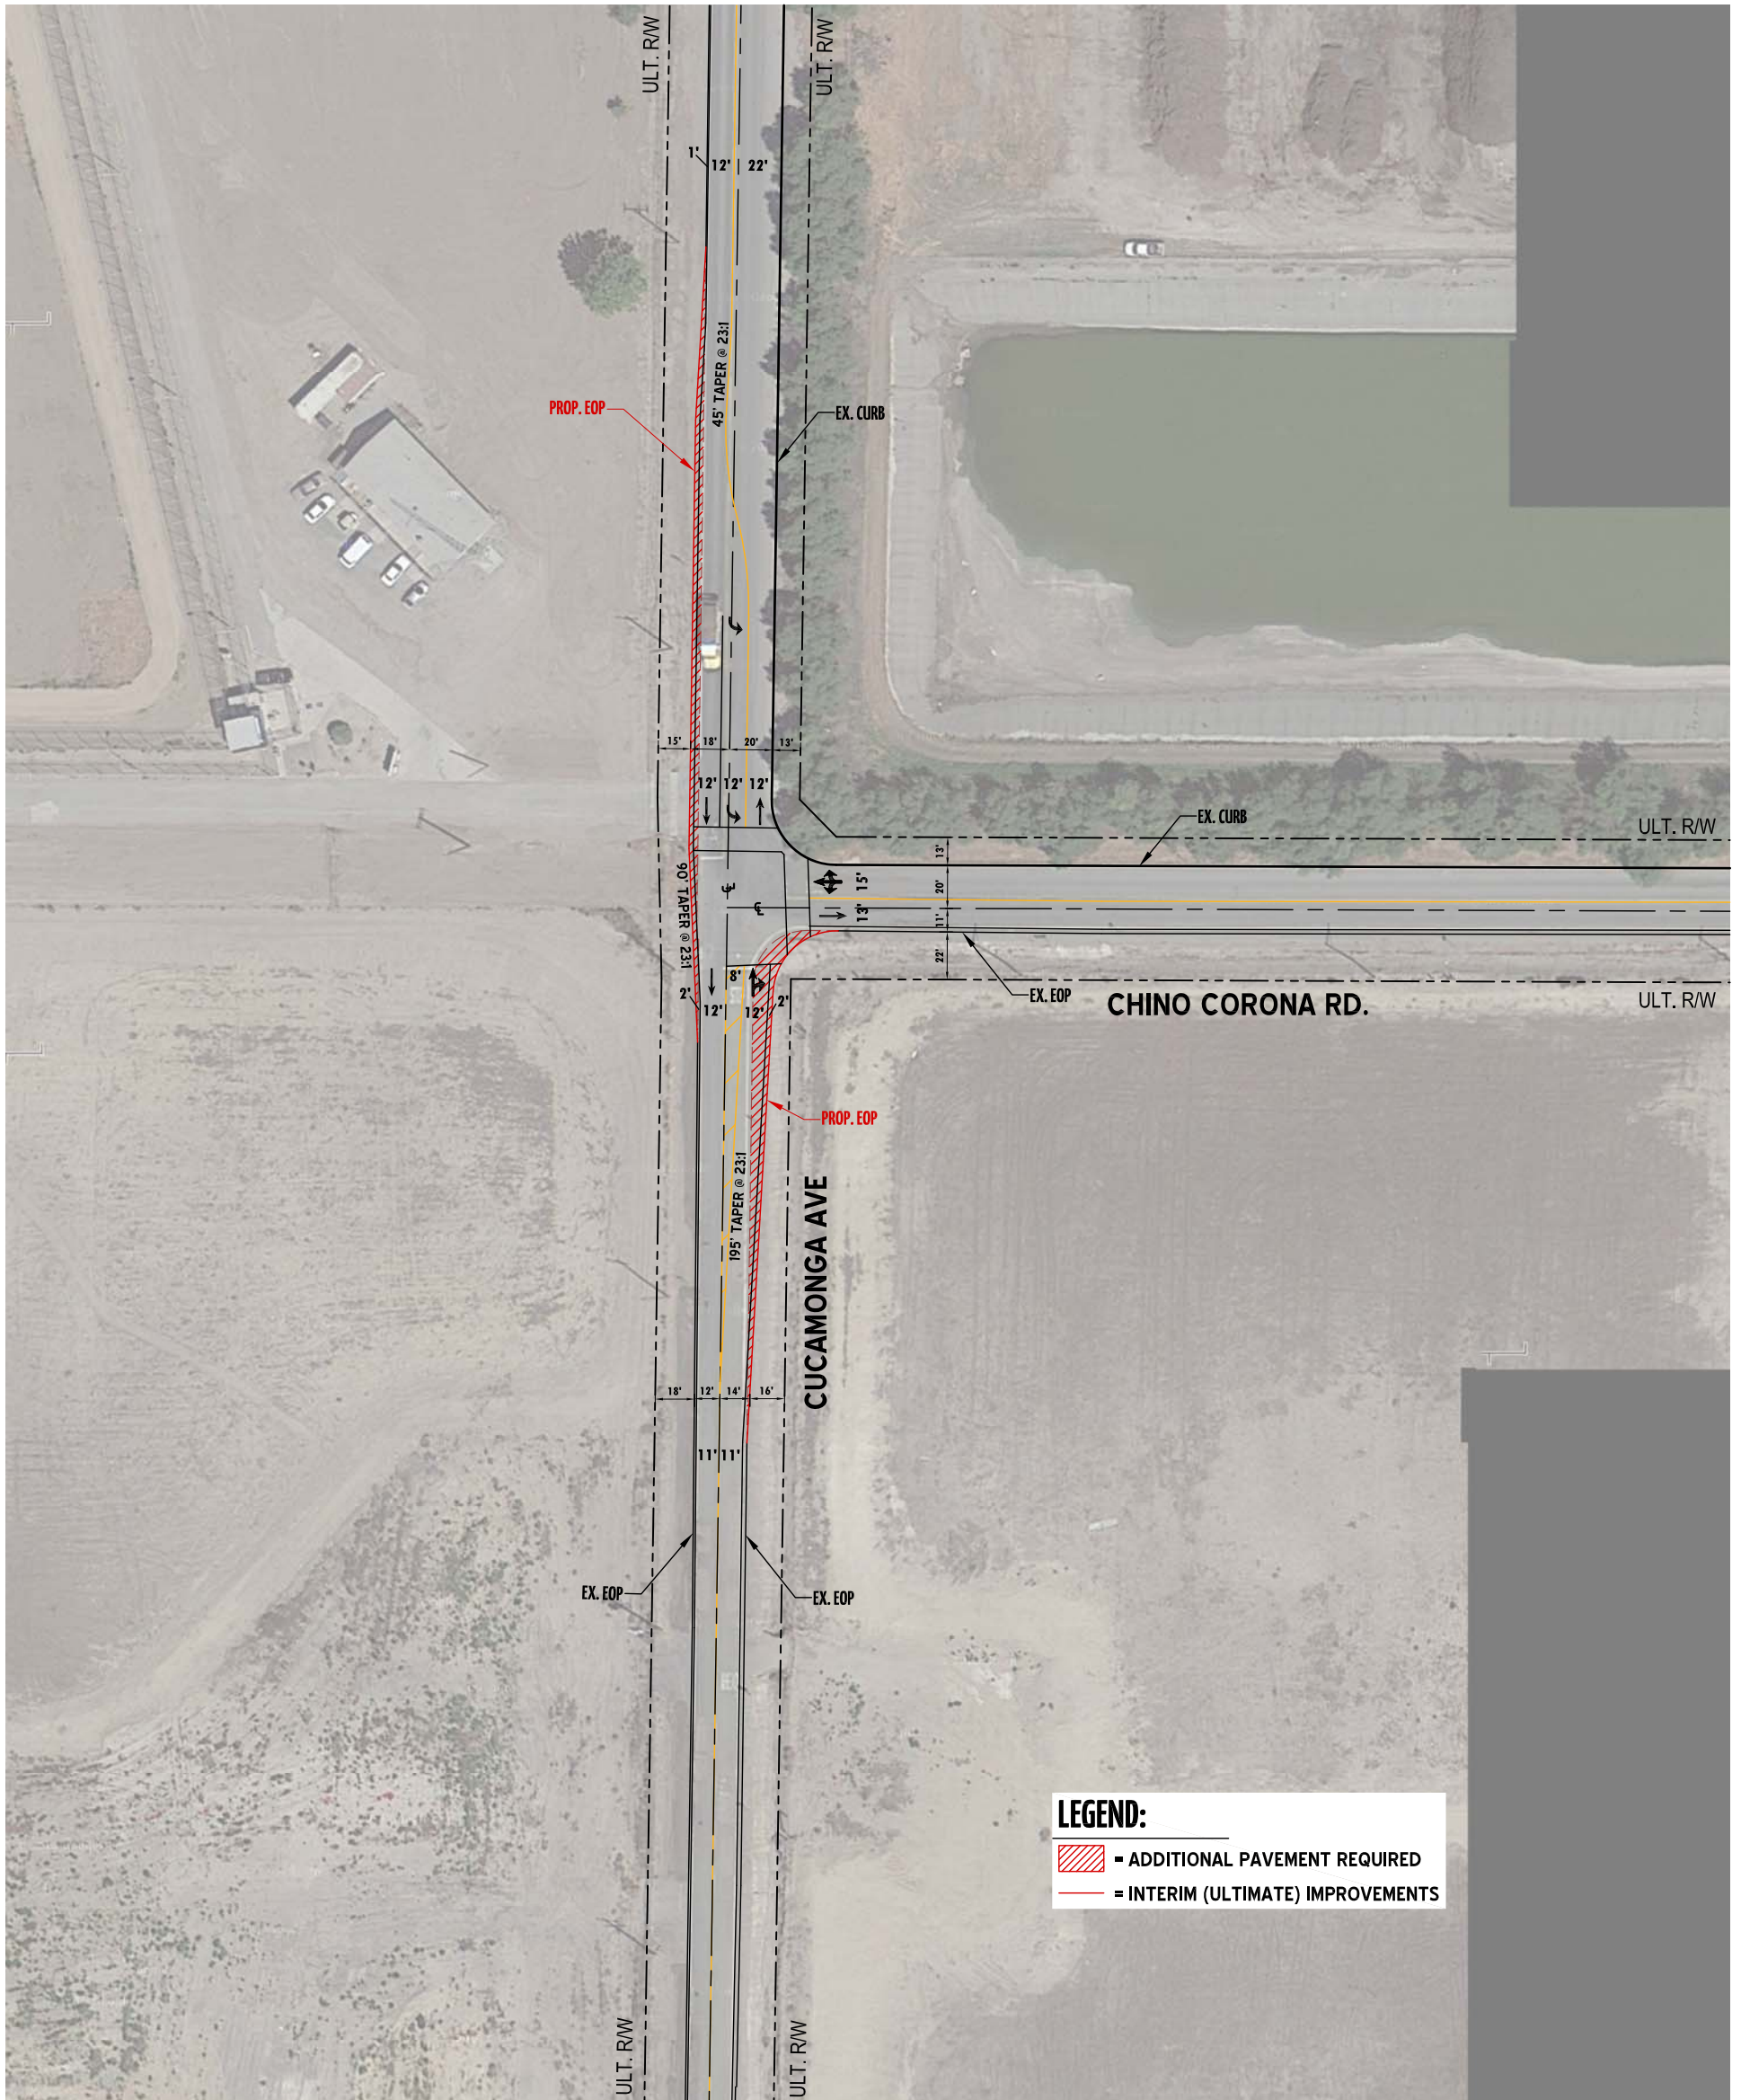 ULT. R/W
ULT. R/W
1'
12'
22'
45' TAPER @ 23:1
PROP. EOP
EX. CURB
15'
18'
20'
13'
12'
12'
12'
EX. CURB
ULT. R/W
90' TAPER @ 23:1
℄
℄
15'
13'
13'
20'
11'
22'
8'
2'
12'
12'
2'
EX. EOP
CHINO CORONA RD.
ULT. R/W
PROP. EOP
195' TAPER @ 23:1
CUCAMONGA AVE
18'
12'
14'
16'
11'
11'
EX. EOP
EX. EOP
LEGEND:
= ADDITIONAL PAVEMENT REQUIRED
= INTERIM (ULTIMATE) IMPROVEMENTS
ULT. R/W
ULT. R/W